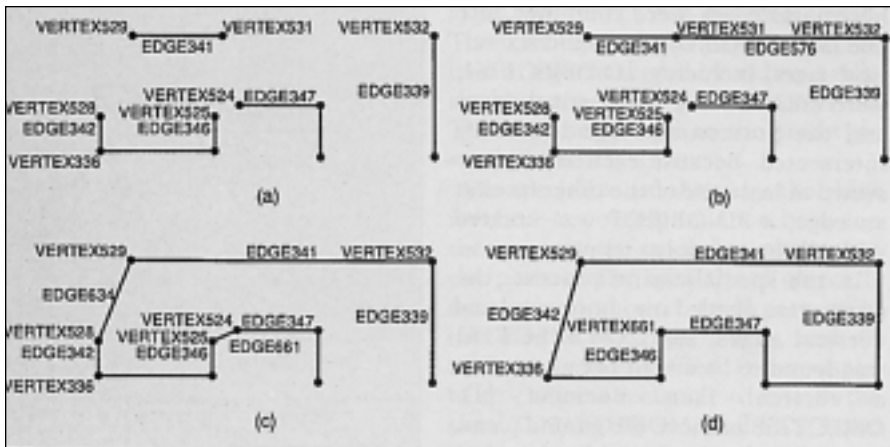 VERTEX529 VERTEX531 VERTEX532
EDGE341
EDGE339
VERTEX524 EDGE347
VERTEX528 VERTEX525
EDGE342 EDGE346
VERTEX336
(a)
VERTEX529 VERTEX531 VERTEX532
EDGE341 EDGE576
EDGE339
VERTEX524 EDGE347
VERTEX528 VERTEX525
EDGE342 EDGE346
VERTEX336
(b)
VERTEX529 EDGE341 VERTEX532
EDGE634
VERTEX524 EDGE347 EDGE339
VERTEX528 VERTEX525
EDGE342 EDGE346 EDGE661
VERTEX336
(c)
VERTEX529 EDGE341 VERTEX532
EDGE342 VERTEX661 EDGE347 EDGE339
EDGE346
VERTEX336
(d)